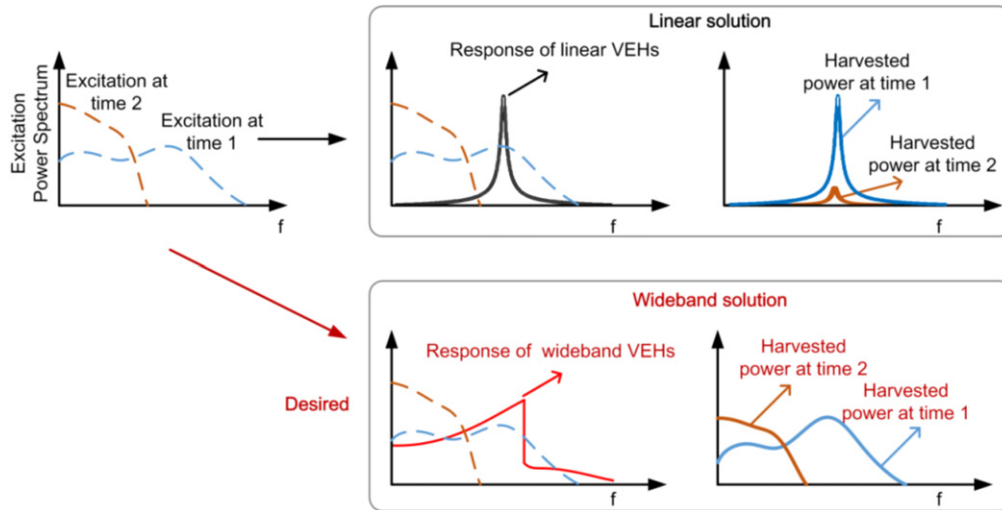 Linear solution
Excitation
Power Spectrum
Excitation at
time 2
Excitation at
time 1
f
Response of linear VEHs
f
Harvested
power at time 1
Harvested
power at time 2
f
Desired
Wideband solution
Response of wideband VEHs
f
Harvested
power at time 2
Harvested
power at time 1
f